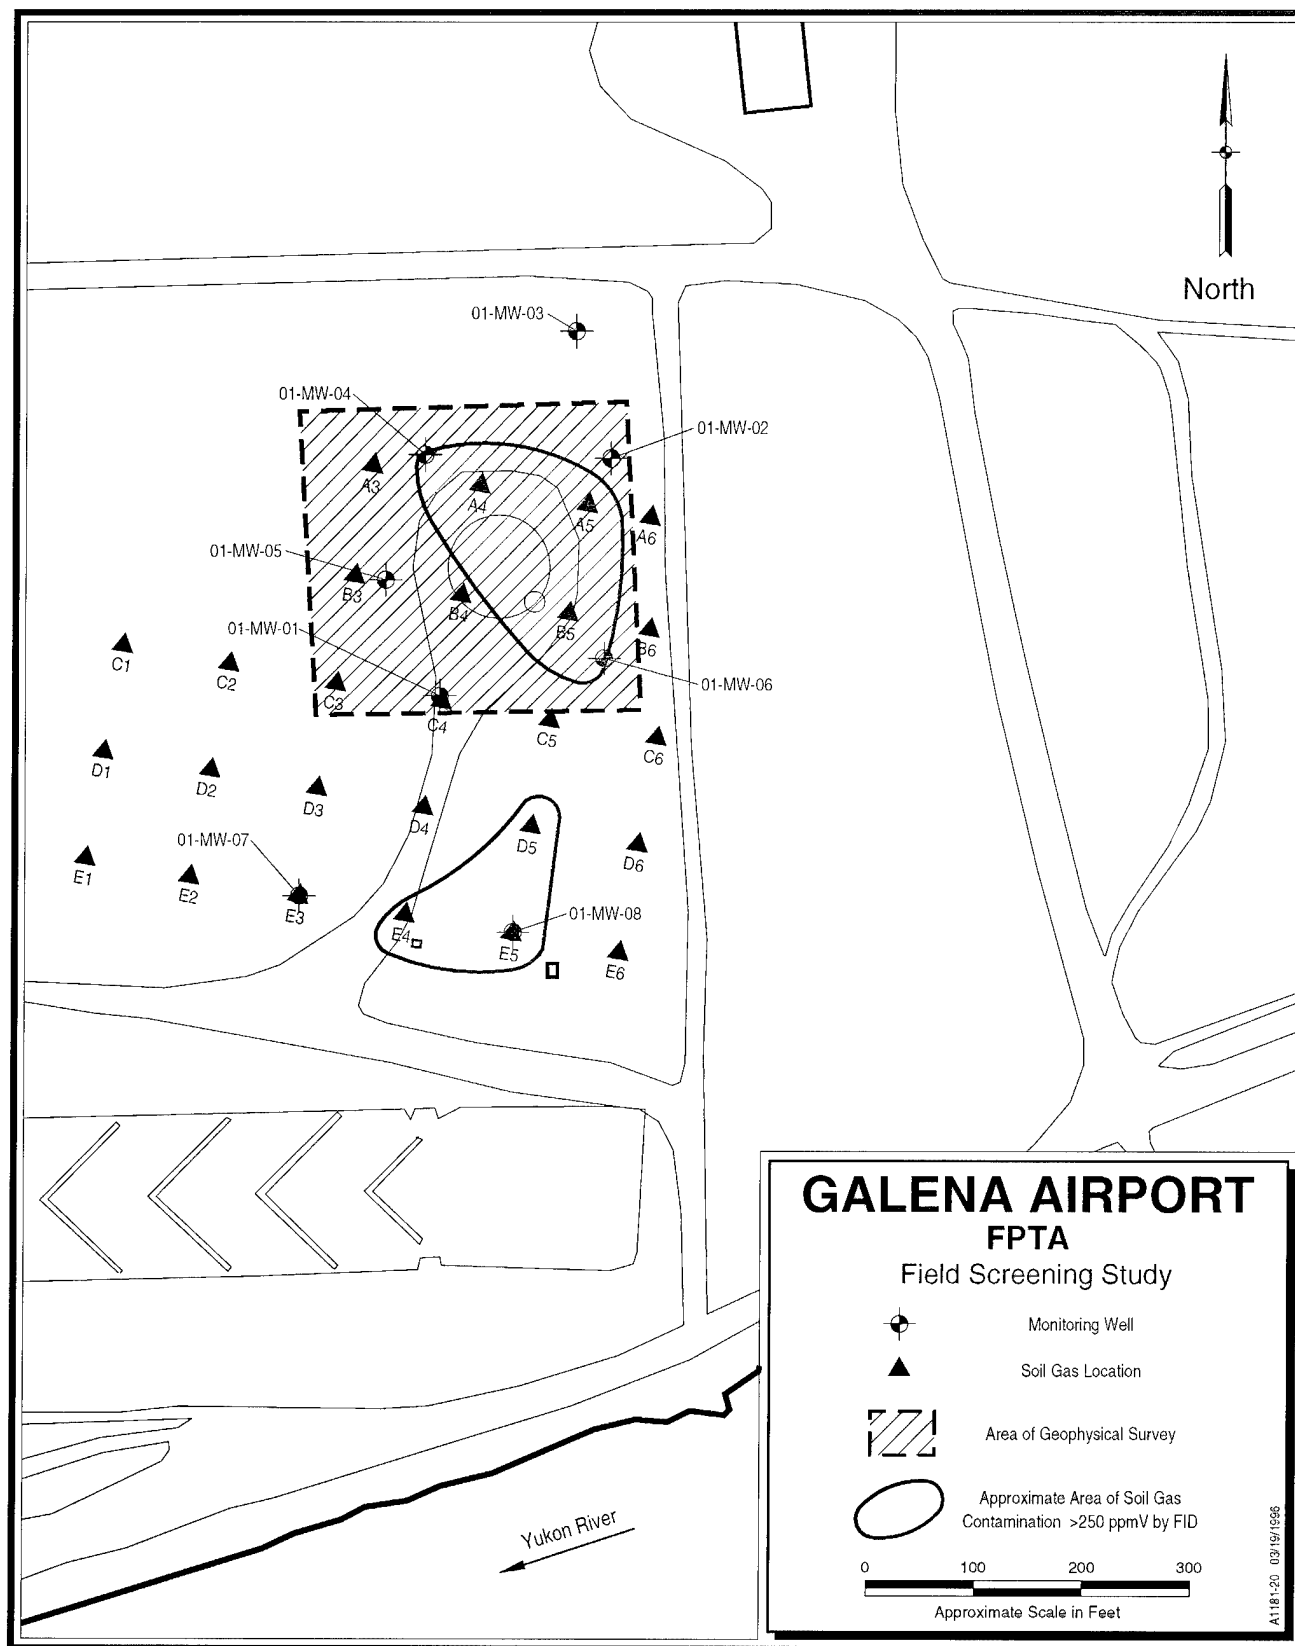 North
01-MW-03
01-MW-04
01-MW-02
A3
A4
A5
A6
01-MW-05
B3
B4
B5
B6
01-MW-01
01-MW-06
C1
C2
C3
C4
C5
C6
D1
D2
D3
D4
D5
D6
01-MW-07
E1
E2
E3
E4
01-MW-08
E5
E6
Yukon River
GALENA AIRPORT
FPTA
Field Screening Study
Monitoring Well
Soil Gas Location
Area of Geophysical Survey
Approximate Area of Soil Gas
Contamination >250 ppmV by FID
0 100 200 300
Approximate Scale in Feet
A1181-20 03/19/1996